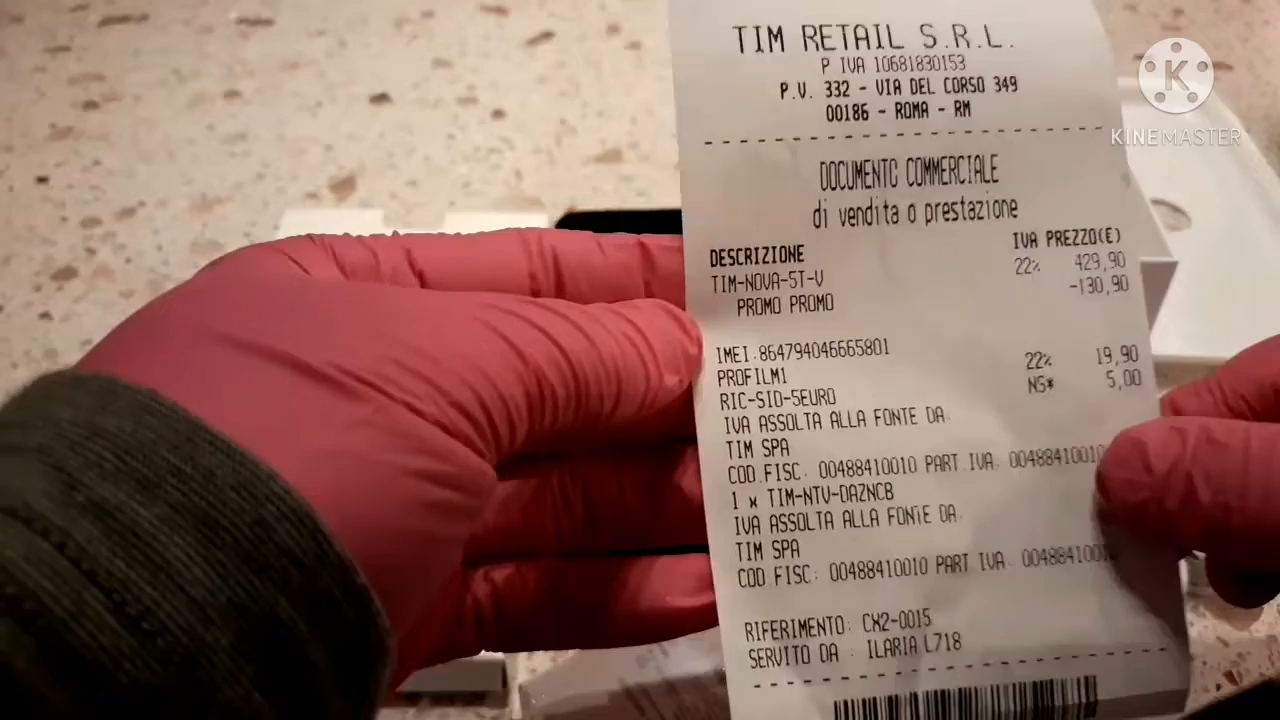 TIM RETAIL S.R.L.
P IVA 10681830153
P.V. 332 - VIA DEL CORSO 349
00186 - ROMA - RM
DOCUMENTO COMMERCIALE
di vendita o prestazione
DESCRIZIONE IVA PREZZO(€)
TIM-NOVA-5T-V 22% 429,90
PROMO PROMO -130,90
IMEI 864794046665801
PROFILM1 22% 19,90
RIC-SID-5EURO NS* 5,00
IVA ASSOLTA ALLA FONTE DA.
TIM SPA
COD FISC. 00488410010 PART IVA. 00488410010
1 x TIM-NTV-DAZNCB
IVA ASSOLTA ALLA FONTE DA.
TIM SPA
COD FISC: 00488410010 PART IVA: 00488410010
RIFERIMENTO: CX2-0015
SERVITO DA : ILARIA L718
K
KINEMASTER